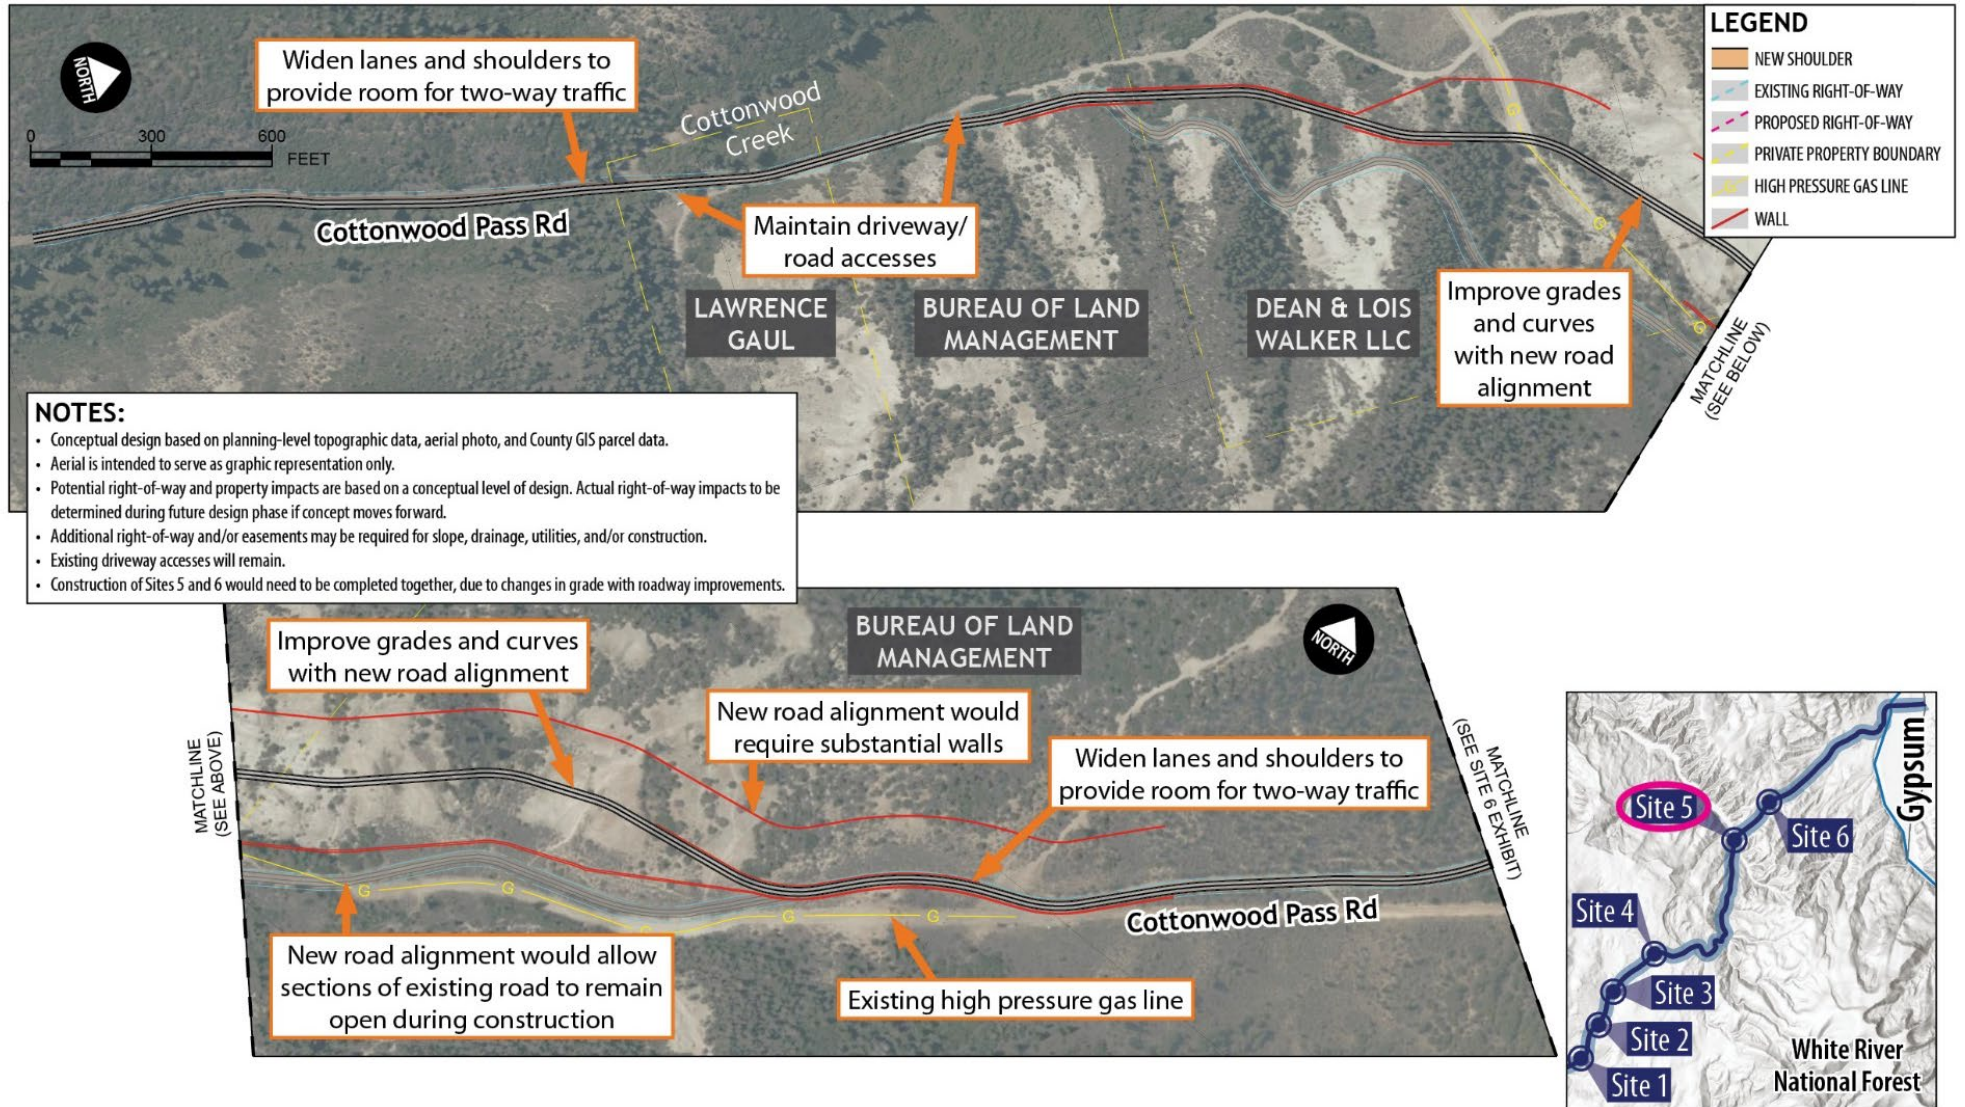 NORTH
0 300 600
FEET
Widen lanes and shoulders to
provide room for two-way traffic
Cottonwood
Creek
Cottonwood Pass Rd
Maintain driveway/
road accesses
LAWRENCE
GAUL
BUREAU OF LAND
MANAGEMENT
DEAN & LOIS
WALKER LLC
G
G
G
Improve grades
and curves
with new road
alignment
MATCHLINE
(SEE BELOW)
LEGEND
NEW SHOULDER
EXISTING RIGHT-OF-WAY
PROPOSED RIGHT-OF-WAY
PRIVATE PROPERTY BOUNDARY
G HIGH PRESSURE GAS LINE
WALL
NOTES:
• Conceptual design based on planning-level topographic data, aerial photo, and County GIS parcel data.
• Aerial is intended to serve as graphic representation only.
• Potential right-of-way and property impacts are based on a conceptual level of design. Actual right-of-way impacts to be
determined during future design phase if concept moves forward.
• Additional right-of-way and/or easements may be required for slope, drainage, utilities, and/or construction.
• Existing driveway accesses will remain.
• Construction of Sites 5 and 6 would need to be completed together, due to changes in grade with roadway improvements.
BUREAU OF LAND
MANAGEMENT
NORTH
Improve grades and curves
with new road alignment
New road alignment would
require substantial walls
Widen lanes and shoulders to
provide room for two-way traffic
MATCHLINE
(SEE ABOVE)
MATCHLINE
(SEE SITE 6 EXHIBIT)
G
G
G
G
G
Cottonwood Pass Rd
New road alignment would allow
sections of existing road to remain
open during construction
Existing high pressure gas line
Gypsum
Site 5
Site 6
Site 4
Site 3
Site 2
Site 1
White River
National Forest